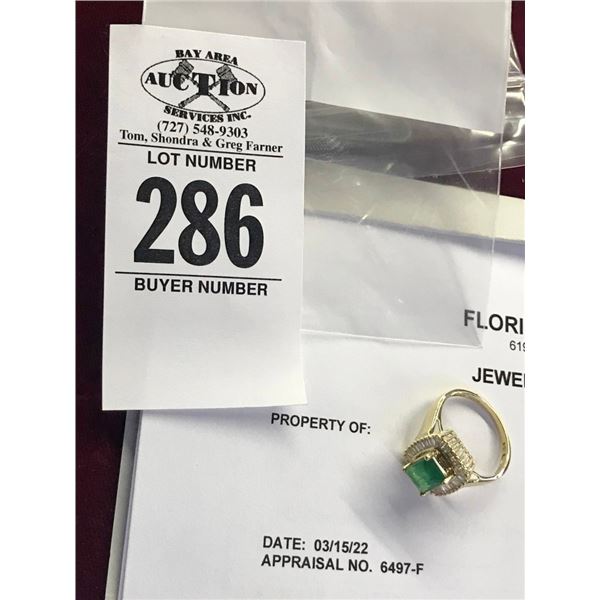 BAY AREA
AUCTION
SERVICES INC.
(727) 548-9303
Tom, Shondra & Greg Farner
LOT NUMBER
286
BUYER NUMBER
FLORI
619
JEWE
PROPERTY OF:
DATE: 03/15/22
APPRAISAL NO. 6497-F